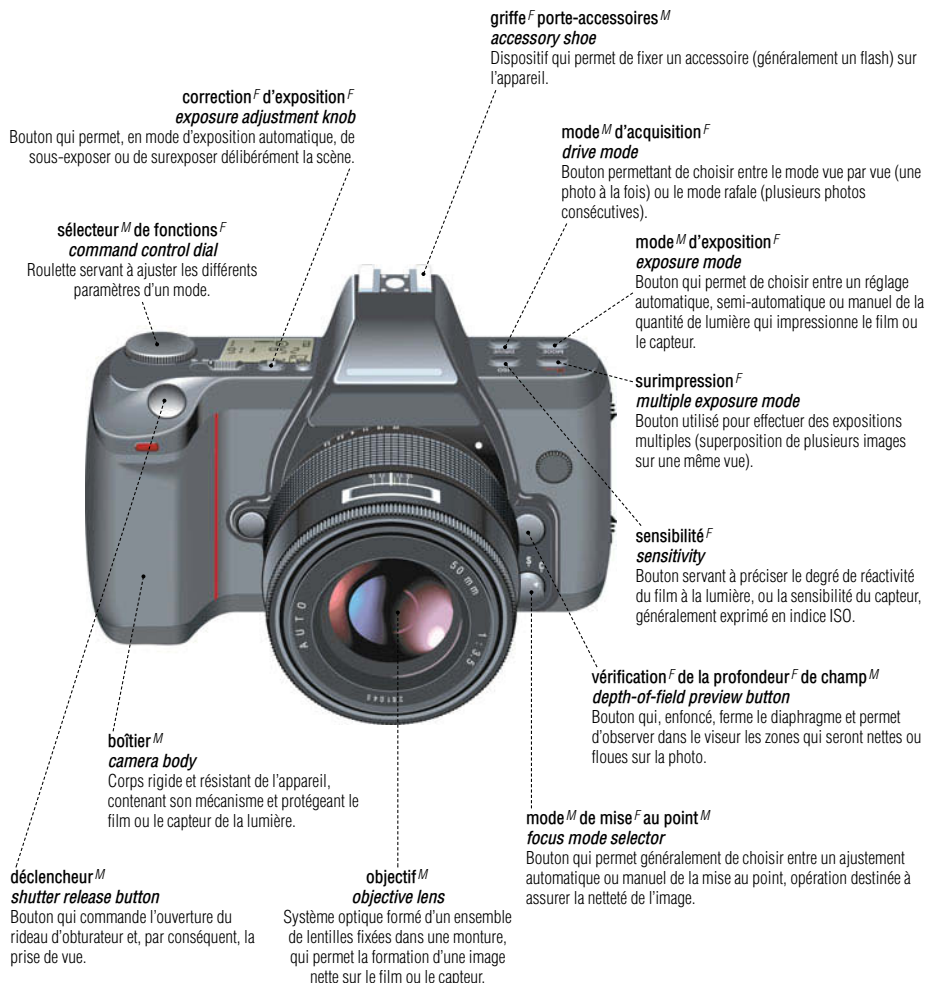 griffe F porte-accessoires M
accessory shoe
Dispositif qui permet de fixer un accessoire (généralement un flash) sur
l'appareil.
correction F d'exposition F
exposure adjustment knob
Bouton qui permet, en mode d'exposition automatique, de
sous-exposer ou de surexposer délibérément la scène.
mode M d'acquisition F
drive mode
Bouton permettant de choisir entre le mode vue par vue (une
photo à la fois) ou le mode rafale (plusieurs photos
consécutives).
sélecteur M de fonctions F
command control dial
Roulette servant à ajuster les différents
paramètres d'un mode.
mode M d'exposition F
exposure mode
Bouton qui permet de choisir entre un réglage
automatique, semi-automatique ou manuel de la
quantité de lumière qui impressionne le film ou
le capteur.
surimpression F
multiple exposure mode
Bouton utilisé pour effectuer des expositions
multiples (superposition de plusieurs images
sur une même vue).
sensibilité F
sensitivity
Bouton servant à préciser le degré de réactivité
du film à la lumière, ou la sensibilité du capteur,
généralement exprimé en indice ISO.
MODE
DRIVE
S C
AUTO
50 mm
1:3,5
vérification F de la profondeur F de champ M
depth-of-field preview button
Bouton qui, enfoncé, ferme le diaphragme et permet
d'observer dans le viseur les zones qui seront nettes ou
floues sur la photo.
boîtier M
camera body
Corps rigide et résistant de l'appareil,
contenant son mécanisme et protégeant le
film ou le capteur de la lumière.
mode M de mise F au point M
focus mode selector
Bouton qui permet généralement de choisir entre un ajustement
automatique ou manuel de la mise au point, opération destinée à
assurer la netteté de l'image.
déclencheur M
shutter release button
Bouton qui commande l'ouverture du
rideau d'obturateur et, par conséquent, la
prise de vue.
objectif M
objective lens
Système optique formé d'un ensemble
de lentilles fixées dans une monture,
qui permet la formation d'une image
nette sur le film ou le capteur.